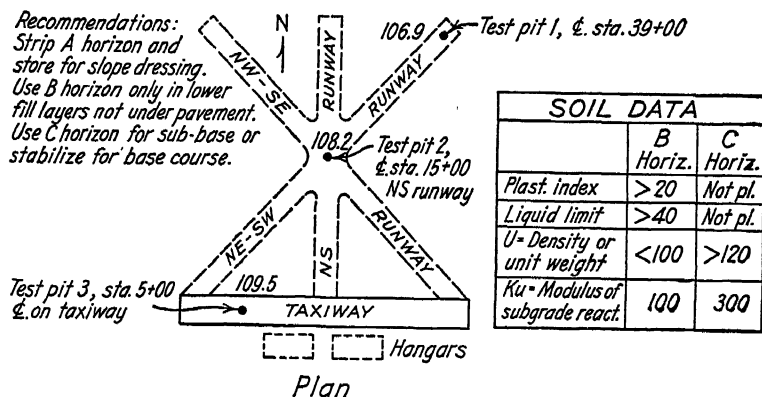 Recommendations:
Strip A horizon and
store for slope dressing.
Use B horizon only in lower
fill layers not under pavement.
Use C horizon for sub-base or
stabilize for base course.
N
NW-SE
RUNWAY
RUNWAY
106.9
Test pit 1, ℄. sta. 39+00
108.2
Test pit 2,
℄. sta. 15+00
NS runway
NE-SW
NS
RUNWAY
109.5
Test pit 3, sta. 5+00
℄. on taxiway
TAXIWAY
Hangars
Plan
SOIL DATA
B Horiz. C Horiz.
Plast. index >20 Not pl.
Liquid limit >40 Not pl.
U = Density or unit weight <100 >120
Ku = Modulus of subgrade react. 100 300